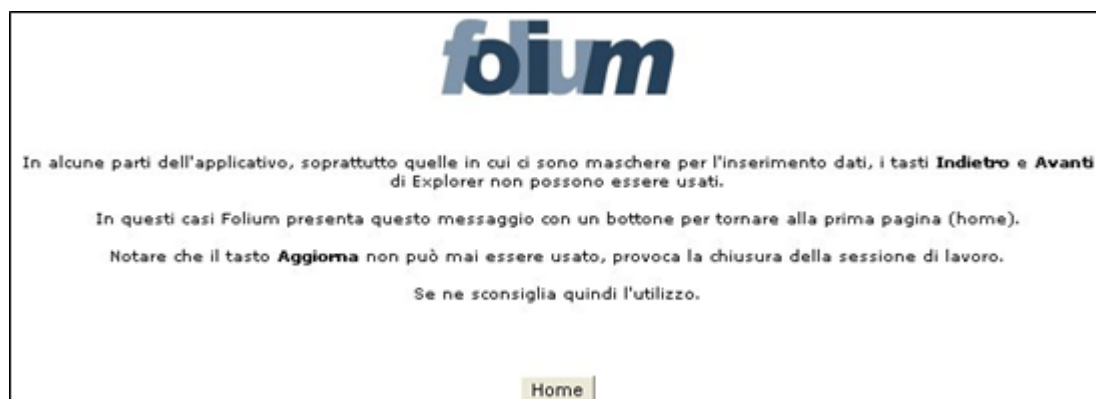 folium
In alcune parti dell'applicativo, soprattutto quelle in cui ci sono maschere per l'inserimento dati, i tasti Indietro e Avanti
di Explorer non possono essere usati.
In questi casi Folium presenta questo messaggio con un bottone per tornare alla prima pagina (home).
Notare che il tasto Aggiorna non può mai essere usato, provoca la chiusura della sessione di lavoro.
Se ne sconsiglia quindi l'utilizzo.
Home